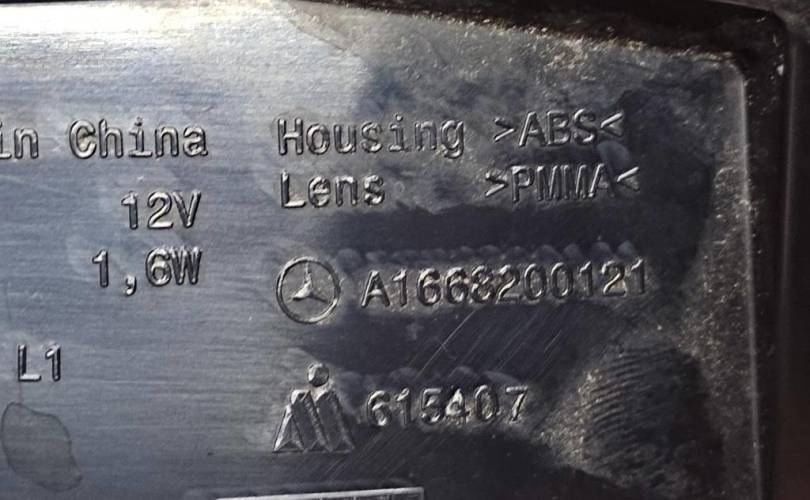 in China
12V
1,6W
L1
Housing >ABS<
Lens >PMMA<
A1668200121
615407